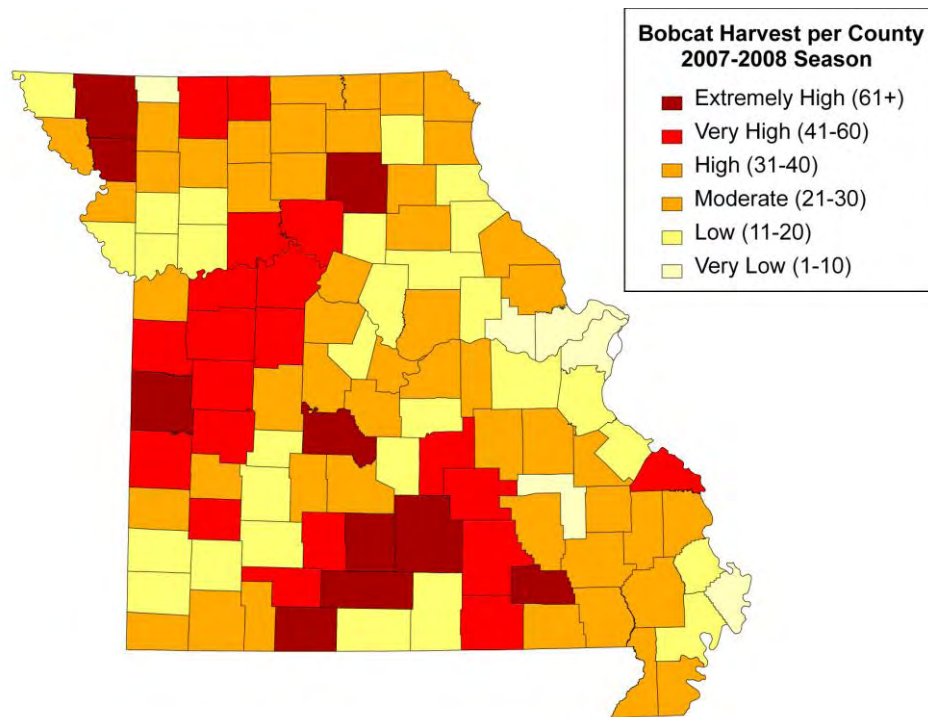 Bobcat Harvest per County
2007-2008 Season
Extremely High (61+)
Very High (41-60)
High (31-40)
Moderate (21-30)
Low (11-20)
Very Low (1-10)